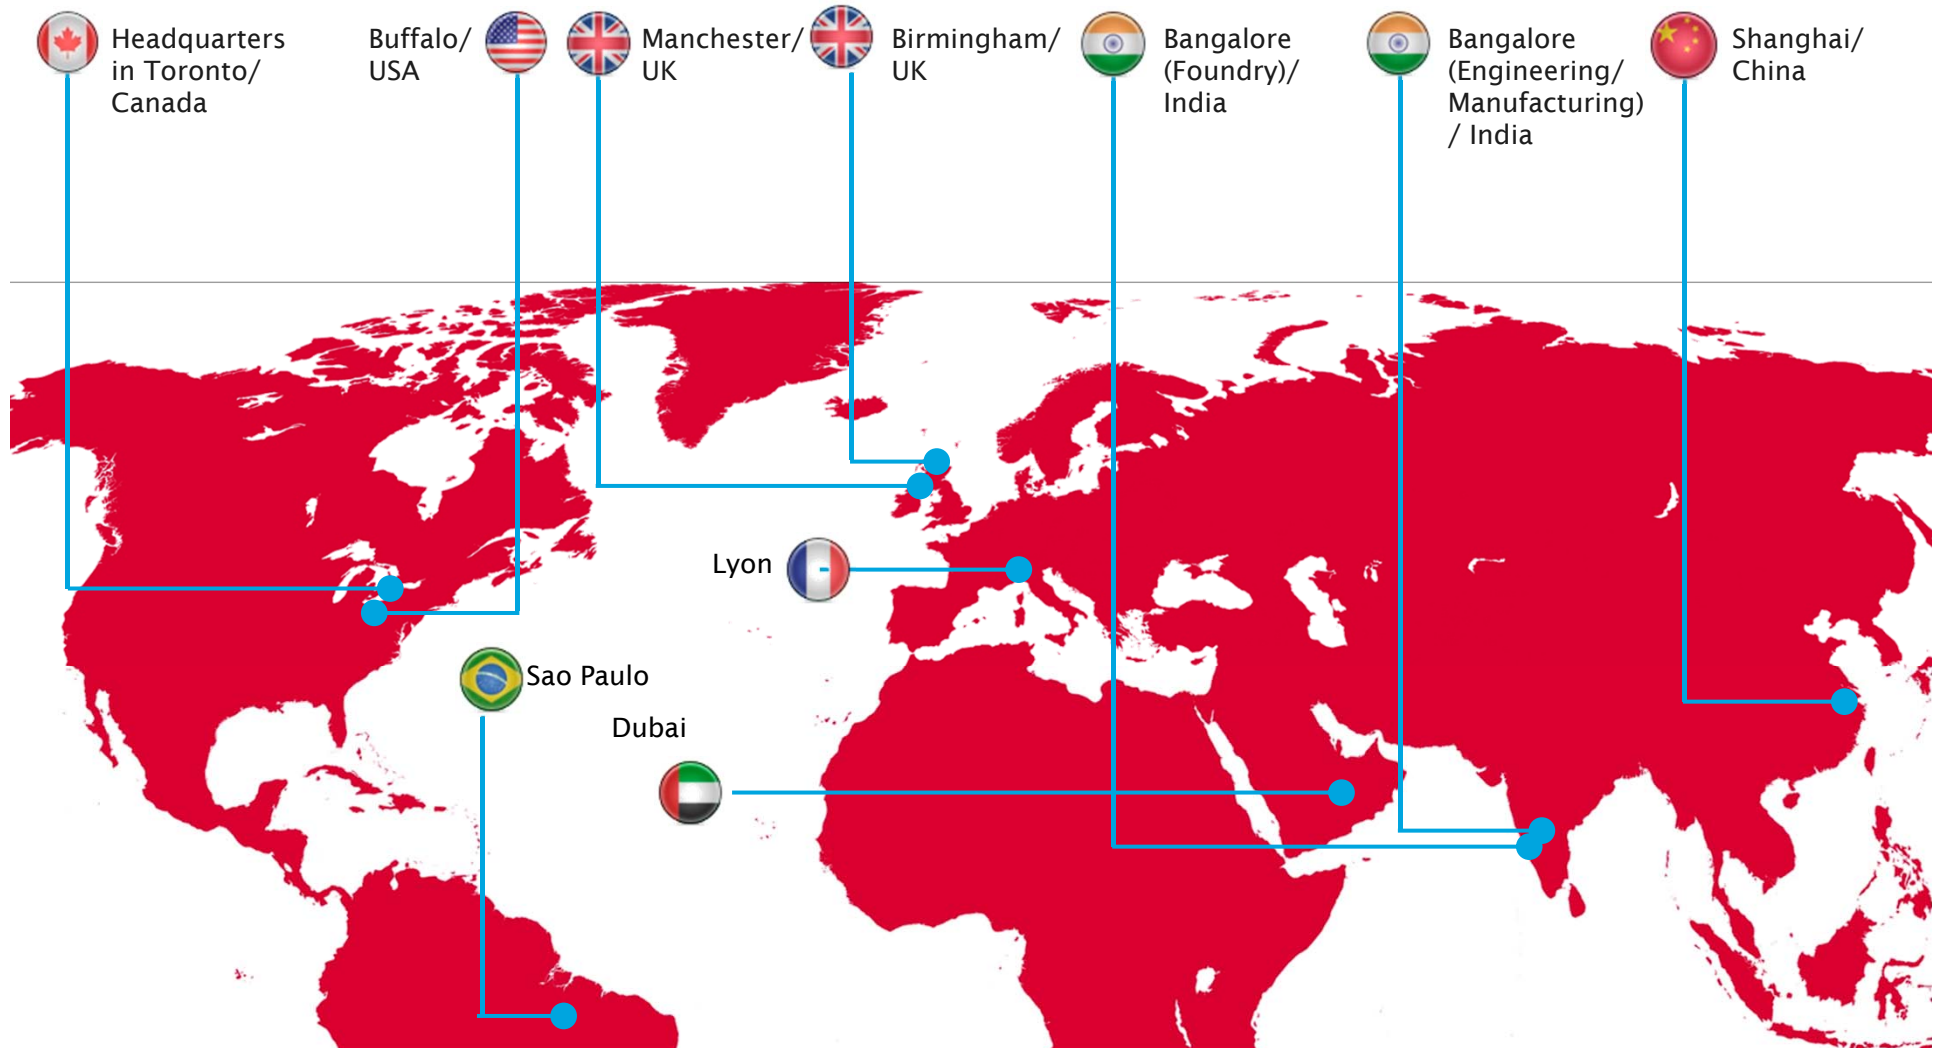 Headquarters
in Toronto/
Canada
Buffalo/
USA
Manchester/
UK
Birmingham/
UK
Bangalore
(Foundry)/
India
Bangalore
(Engineering/
Manufacturing)
/ India
Shanghai/
China
Lyon
Sao Paulo
Dubai